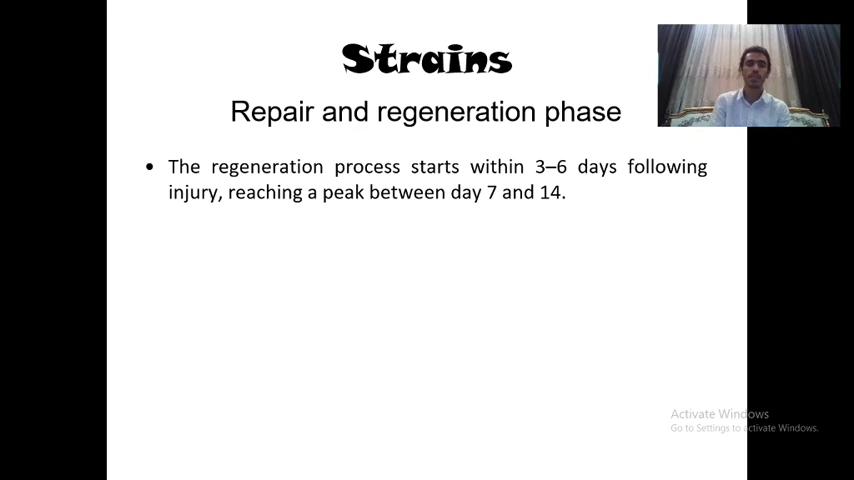 Strains
Repair and regeneration phase
• The regeneration process starts within 3–6 days following
injury, reaching a peak between day 7 and 14.
Activate Windows
Go to Settings to activate Windows.